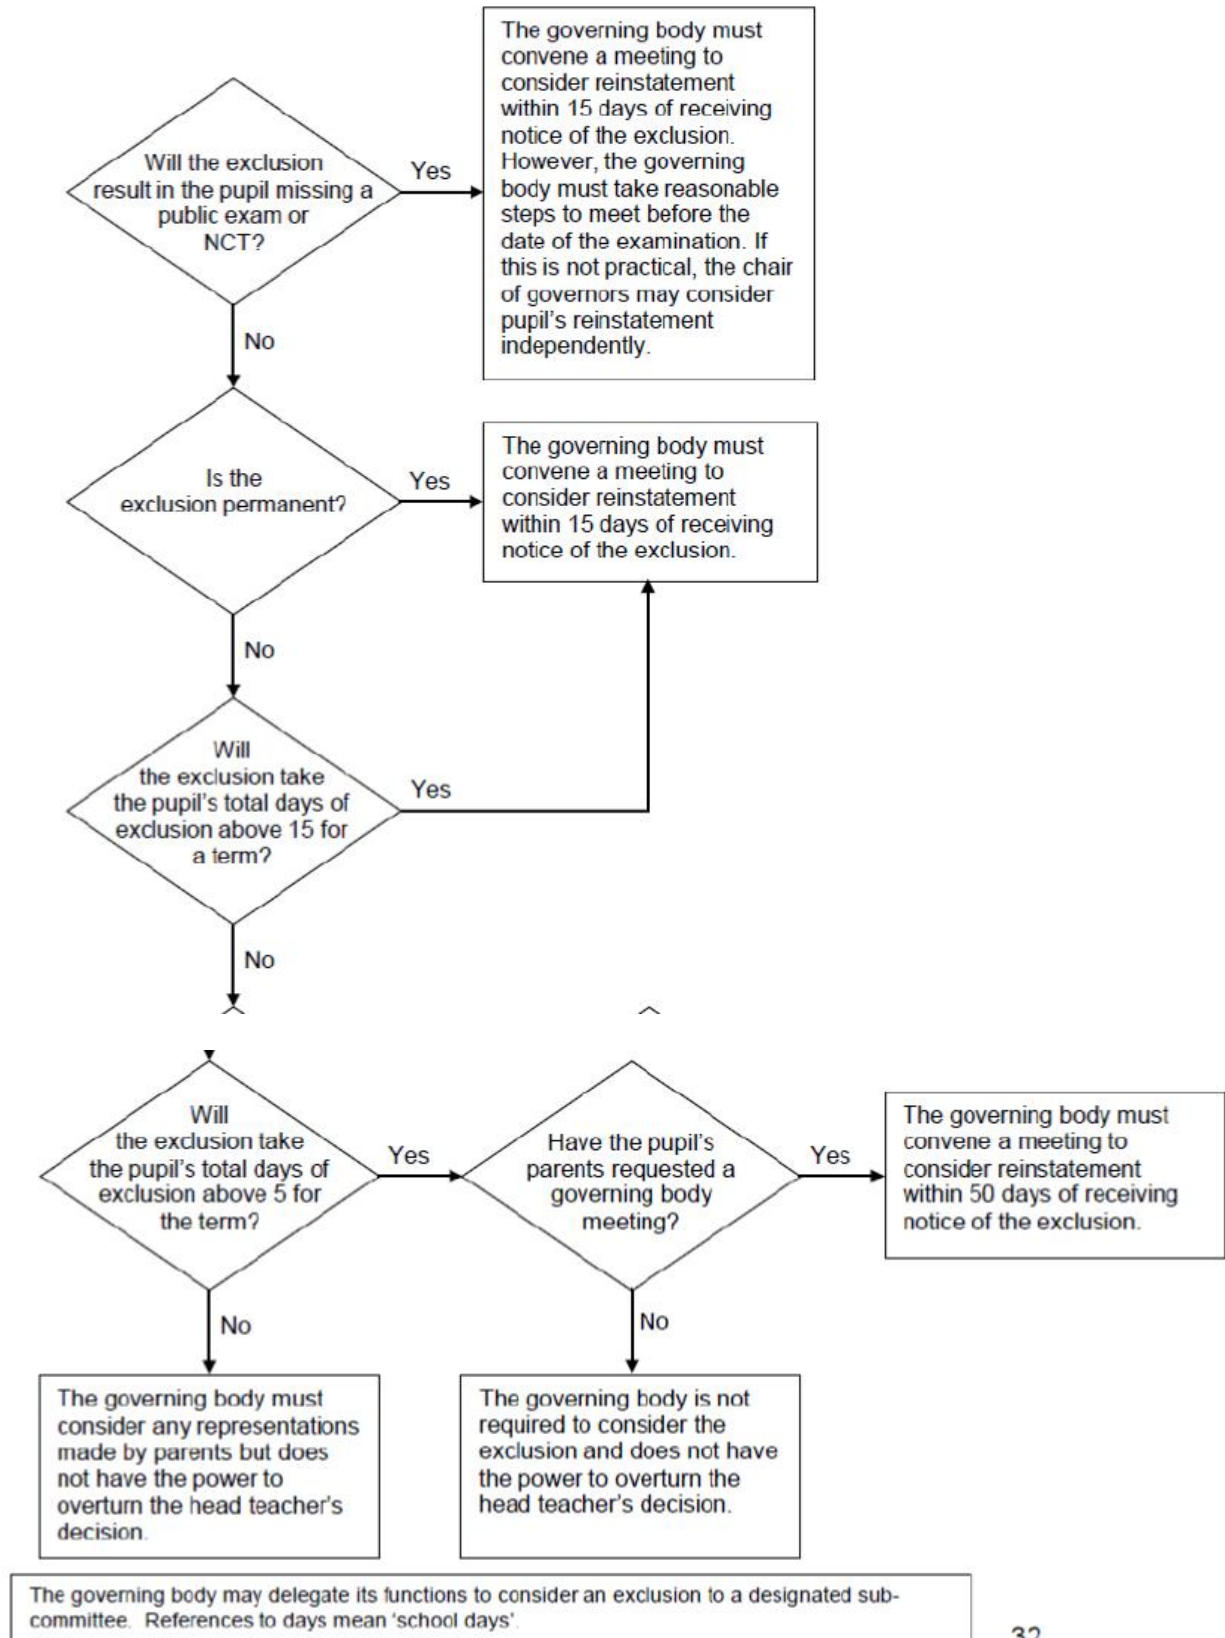 The governing body must
convene a meeting to
consider reinstatement
within 15 days of receiving
notice of the exclusion.
However, the governing
body must take reasonable
steps to meet before the
date of the examination. If
this is not practical, the chair
of governors may consider
pupil's reinstatement
independently.
Will the exclusion
result in the pupil missing a
public exam or
NCT?
Yes
No
Is the
exclusion permanent?
Yes
The governing body must
convene a meeting to
consider reinstatement
within 15 days of receiving
notice of the exclusion.
No
Will
the exclusion take
the pupil's total days of
exclusion above 15 for
a term?
Yes
No
Will
the exclusion take
the pupil's total days of
exclusion above 5 for
the term?
Yes
Have the pupil's
parents requested a
governing body
meeting?
Yes
The governing body must
convene a meeting to
consider reinstatement
within 50 days of receiving
notice of the exclusion.
No
No
The governing body must
consider any representations
made by parents but does
not have the power to
overturn the head teacher's
decision.
The governing body is not
required to consider the
exclusion and does not have
the power to overturn the
head teacher's decision.
The governing body may delegate its functions to consider an exclusion to a designated sub-
committee. References to days mean 'school days'.
32